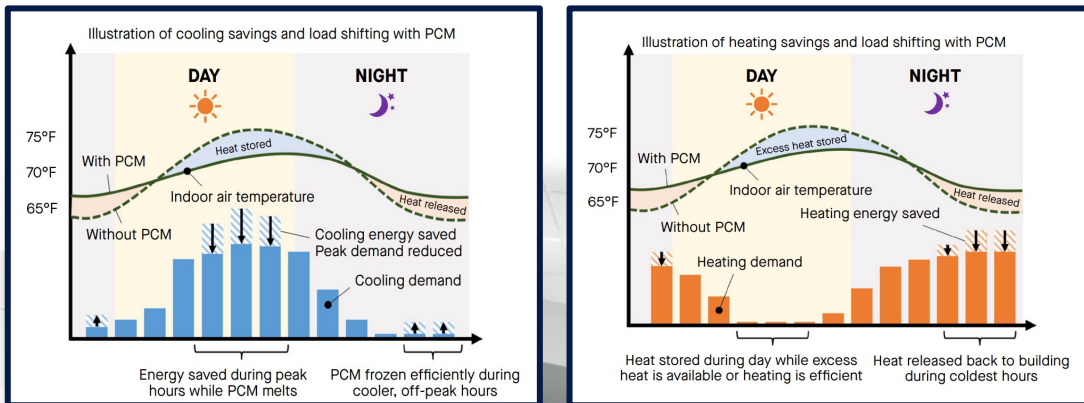 Illustration of cooling savings and load shifting with PCM
DAY
NIGHT
75°F
70°F
65°F
With PCM
Heat stored
Indoor air temperature
Without PCM
Heat released
Cooling energy saved
Peak demand reduced
Cooling demand
Energy saved during peak
hours while PCM melts
PCM frozen efficiently during
cooler, off-peak hours
Illustration of heating savings and load shifting with PCM
DAY
NIGHT
75°F
70°F
65°F
With PCM
Excess heat stored
Indoor air temperature
Without PCM
Heat released
Heating energy saved
Heating demand
Heat stored during day while excess
heat is available or heating is efficient
Heat released back to building
during coldest hours